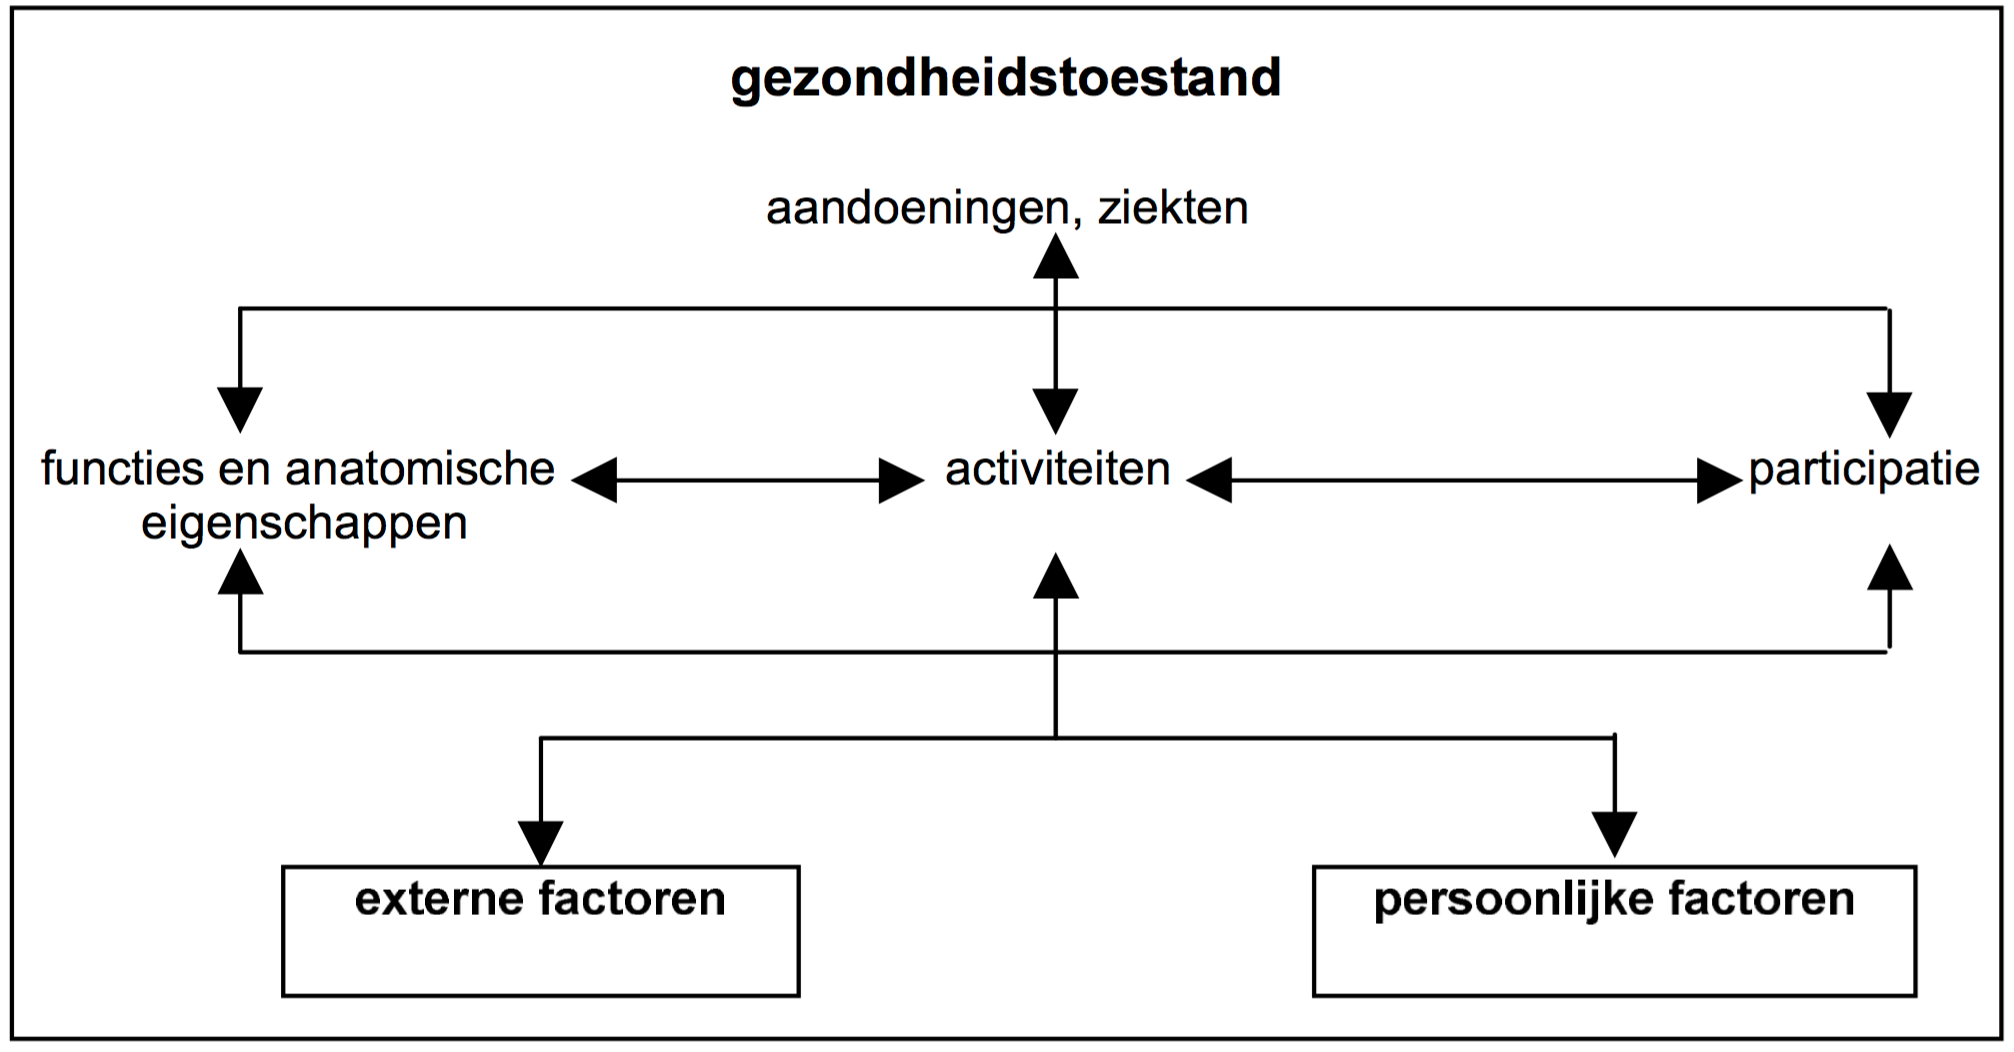 gezondheidstoestand
aandoeningen, ziekten
functies en anatomische
eigenschappen
activiteiten
participatie
externe factoren
persoonlijke factoren